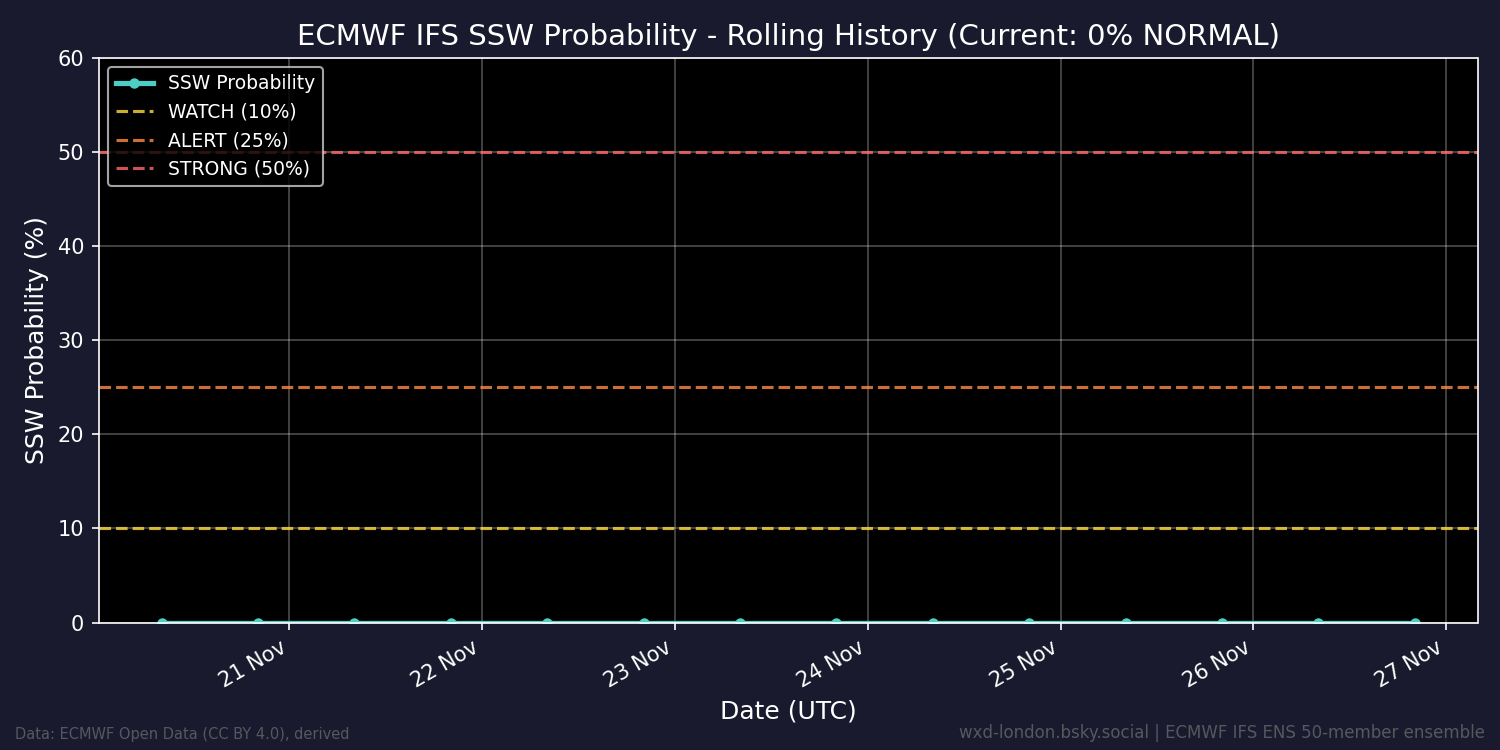 ECMWF IFS SSW Probability - Rolling History (Current: 0% NORMAL)
SSW Probability
WATCH (10%)
ALERT (25%)
STRONG (50%)
SSW Probability (%)
60
50
40
30
20
10
0
21 Nov
22 Nov
23 Nov
24 Nov
25 Nov
26 Nov
27 Nov
Date (UTC)
Data: ECMWF Open Data (CC BY 4.0), derived
wxd-london.bsky.social | ECMWF IFS ENS 50-member ensemble